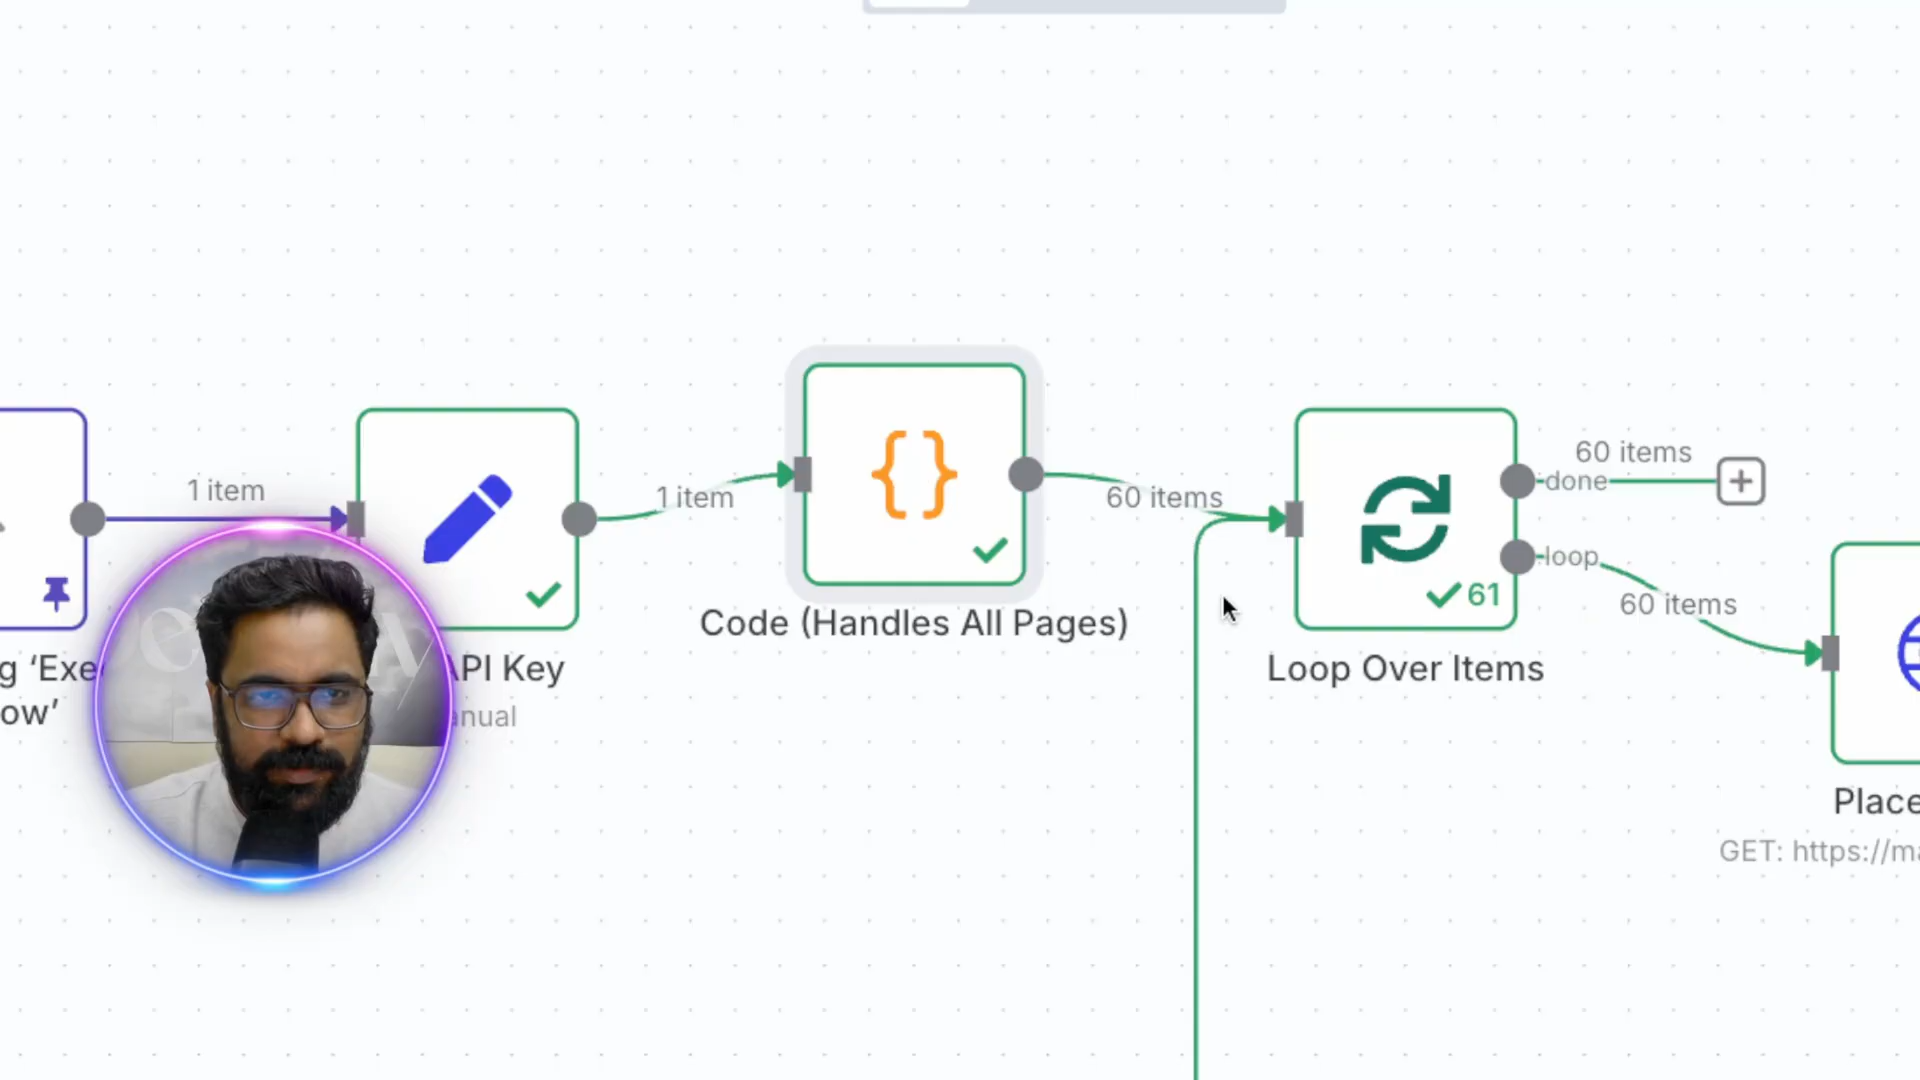 1 item
1 item
60 items
60 items
done
loop
60 items
61
Code (Handles All Pages)
Loop Over Items
g ‘Exe
ow’
API Key
anual
Place
GET: https://ma